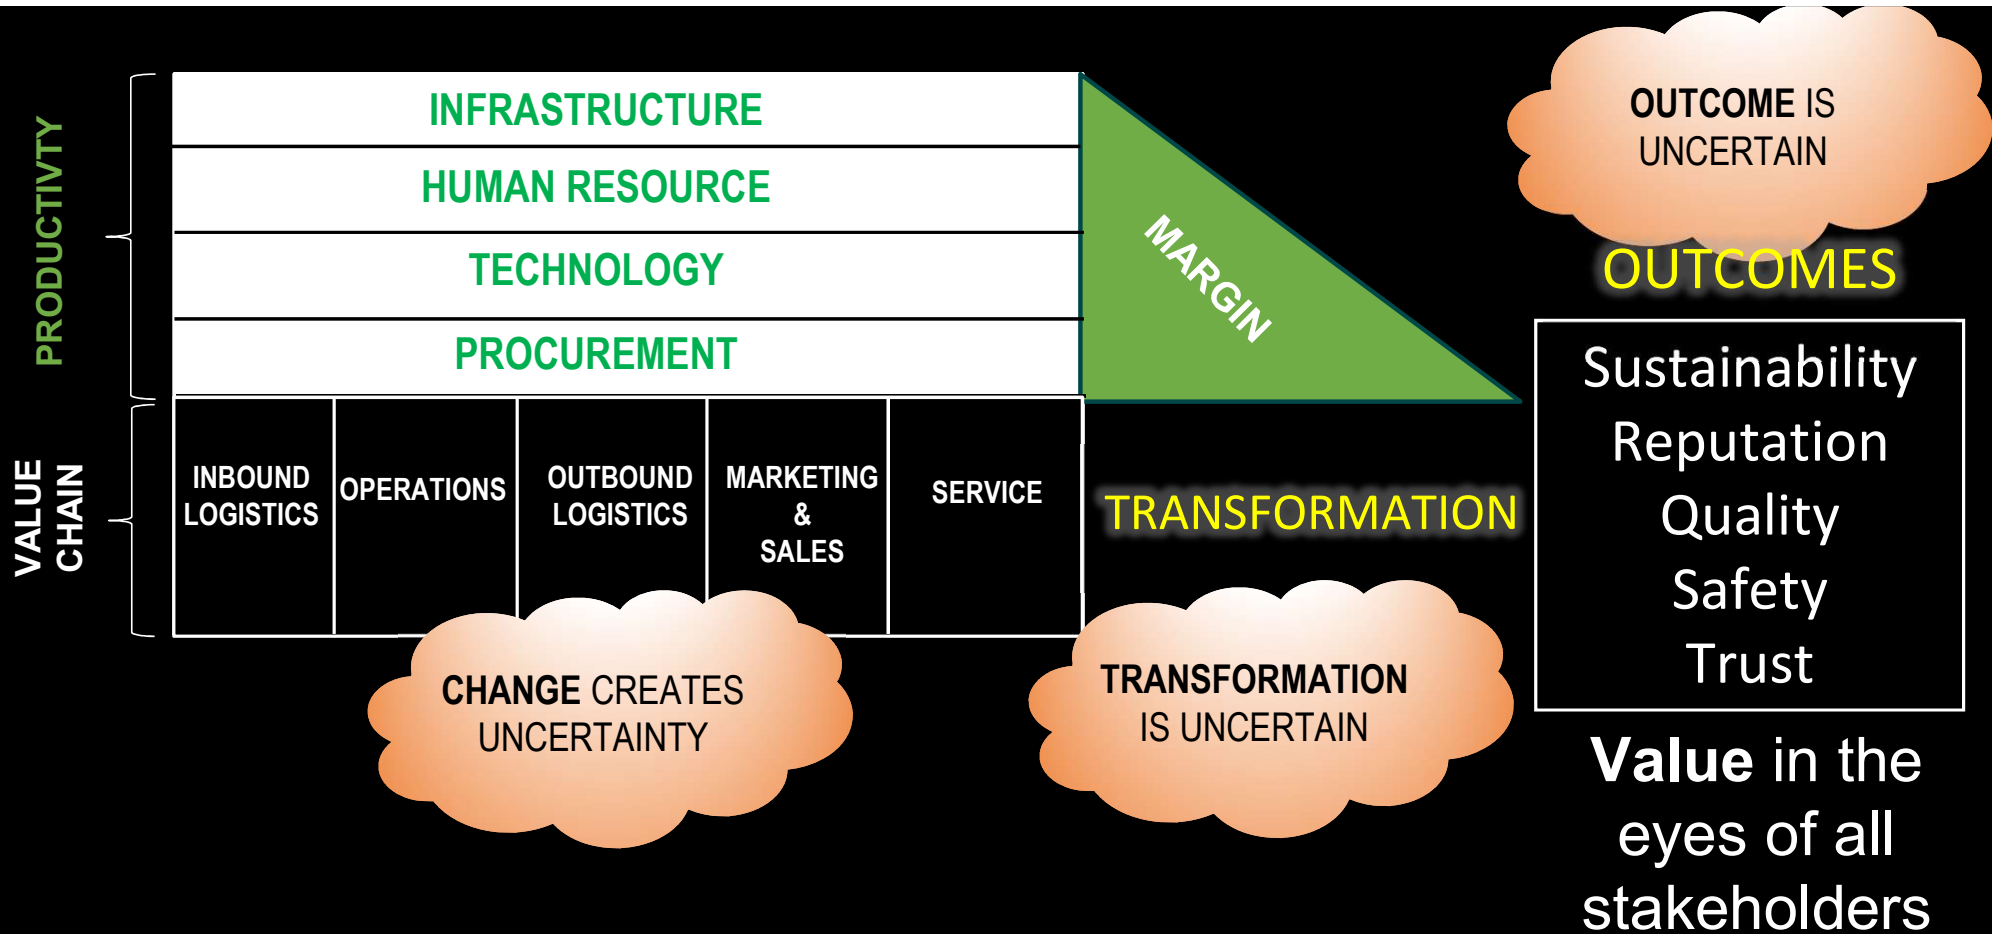 PRODUCTIVTY
INFRASTRUCTURE
HUMAN RESOURCE
TECHNOLOGY
PROCUREMENT
MARGIN
VALUE
CHAIN
INBOUND
LOGISTICS
OPERATIONS
OUTBOUND
LOGISTICS
MARKETING
&
SALES
SERVICE
CHANGE CREATES
UNCERTAINTY
TRANSFORMATION
TRANSFORMATION
IS UNCERTAIN
OUTCOME IS
UNCERTAIN
OUTCOMES
Sustainability
Reputation
Quality
Safety
Trust
Value in the
eyes of all
stakeholders